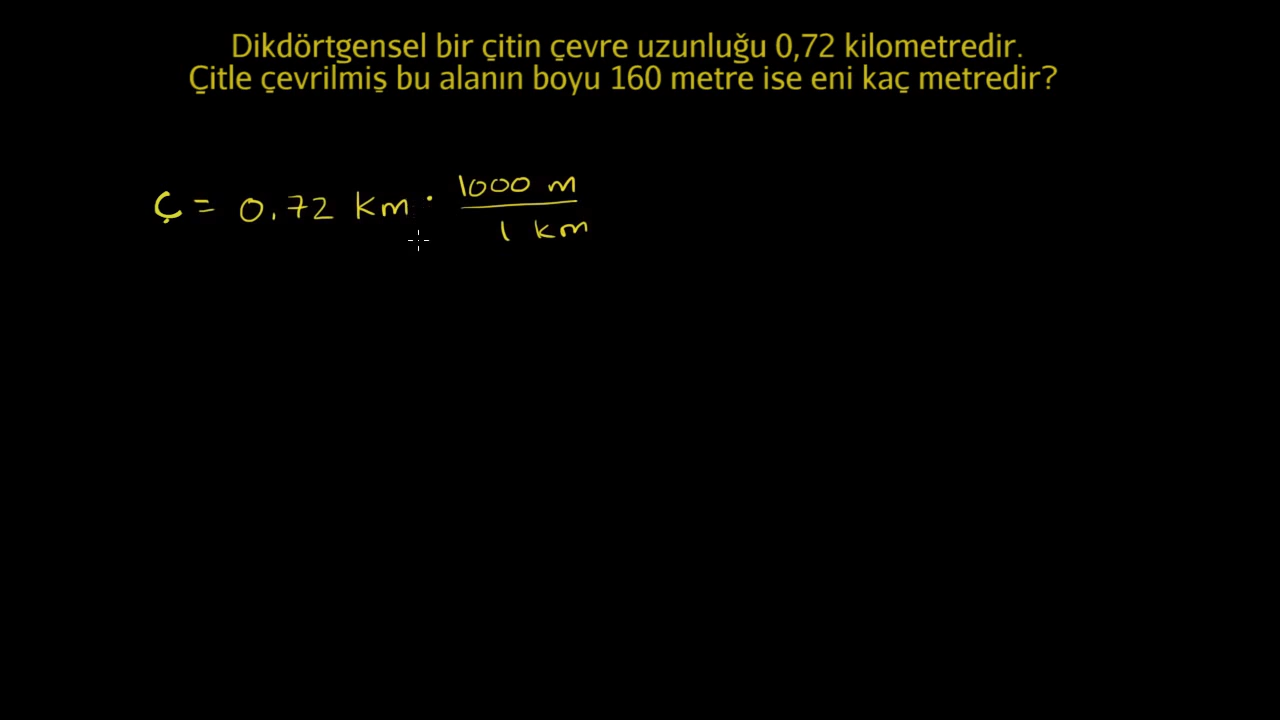 Dikdörtgensel bir çitin çevre uzunluğu 0,72 kilometredir.
Çitle çevrilmiş bu alanın boyu 160 metre ise eni kaç metredir?
Ç = 0.72 km · 1000 m
1 km